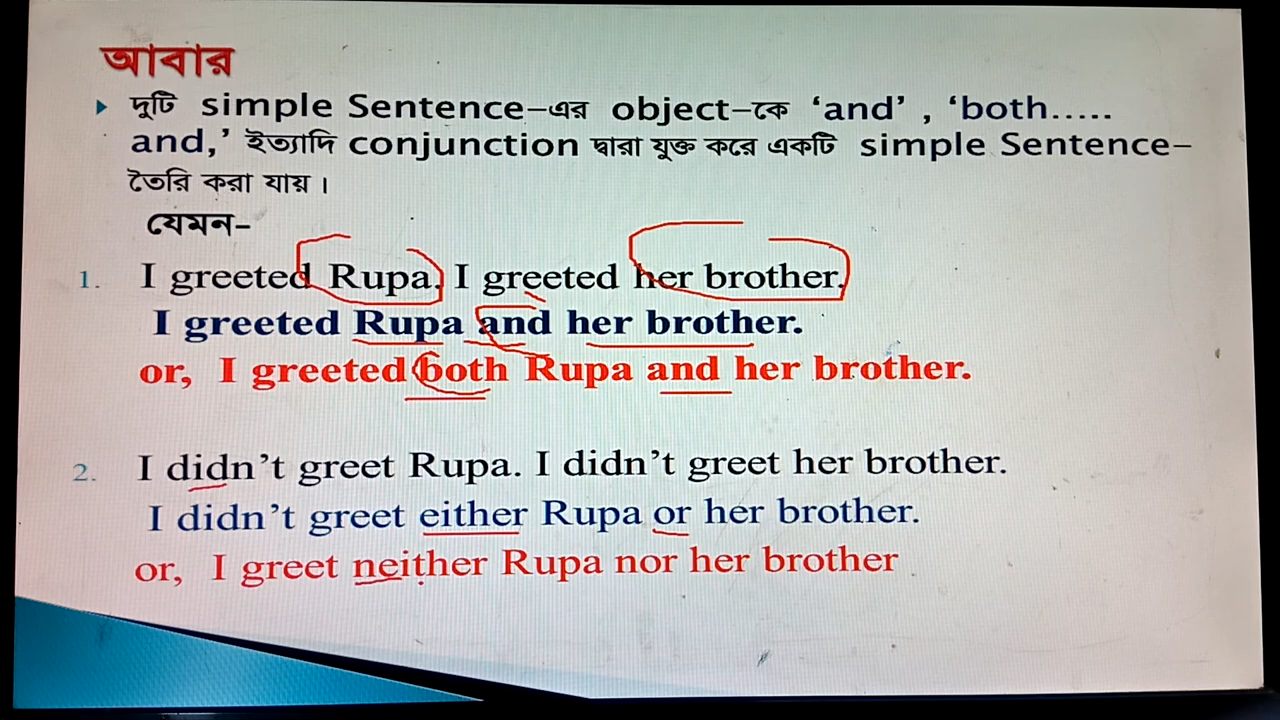 আবার
দুটি simple Sentence–এর object–কে ‘and’ , ‘both.....
and,’ ইত্যাদি conjunction দ্বারা যুক্ত করে একটি simple Sentence–
তৈরি করা যায় ।
যেমন–
1. I greeted Rupa. I greeted her brother.
I greeted Rupa and her brother.
or, I greeted both Rupa and her brother.
2. I didn’t greet Rupa. I didn’t greet her brother.
I didn’t greet either Rupa or her brother.
or, I greet neither Rupa nor her brother